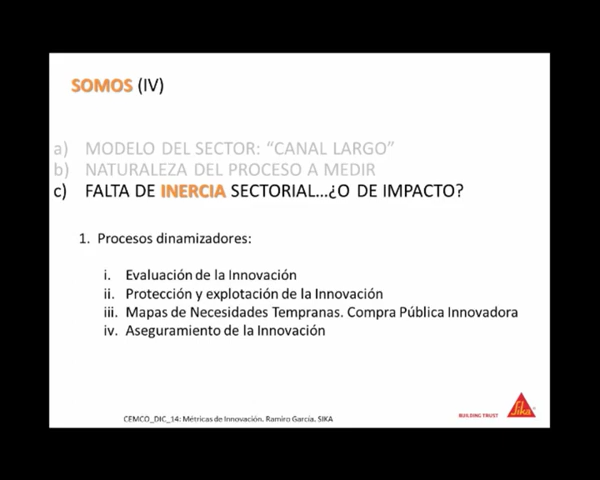 SOMOS (IV)
a) MODELO DEL SECTOR: “CANAL LARGO”
b) NATURALEZA DEL PROCESO A MEDIR
c) FALTA DE INERCIA SECTORIAL...¿O DE IMPACTO?
1. Procesos dinamizadores:
i. Evaluación de la Innovación
ii. Protección y explotación de la Innovación
iii. Mapas de Necesidades Tempranas. Compra Pública Innovadora
iv. Aseguramiento de la Innovación
CEMCO_DIC_14: Métricas de Innovación. Ramiro García. SIKA
BUILDING TRUST
Sika